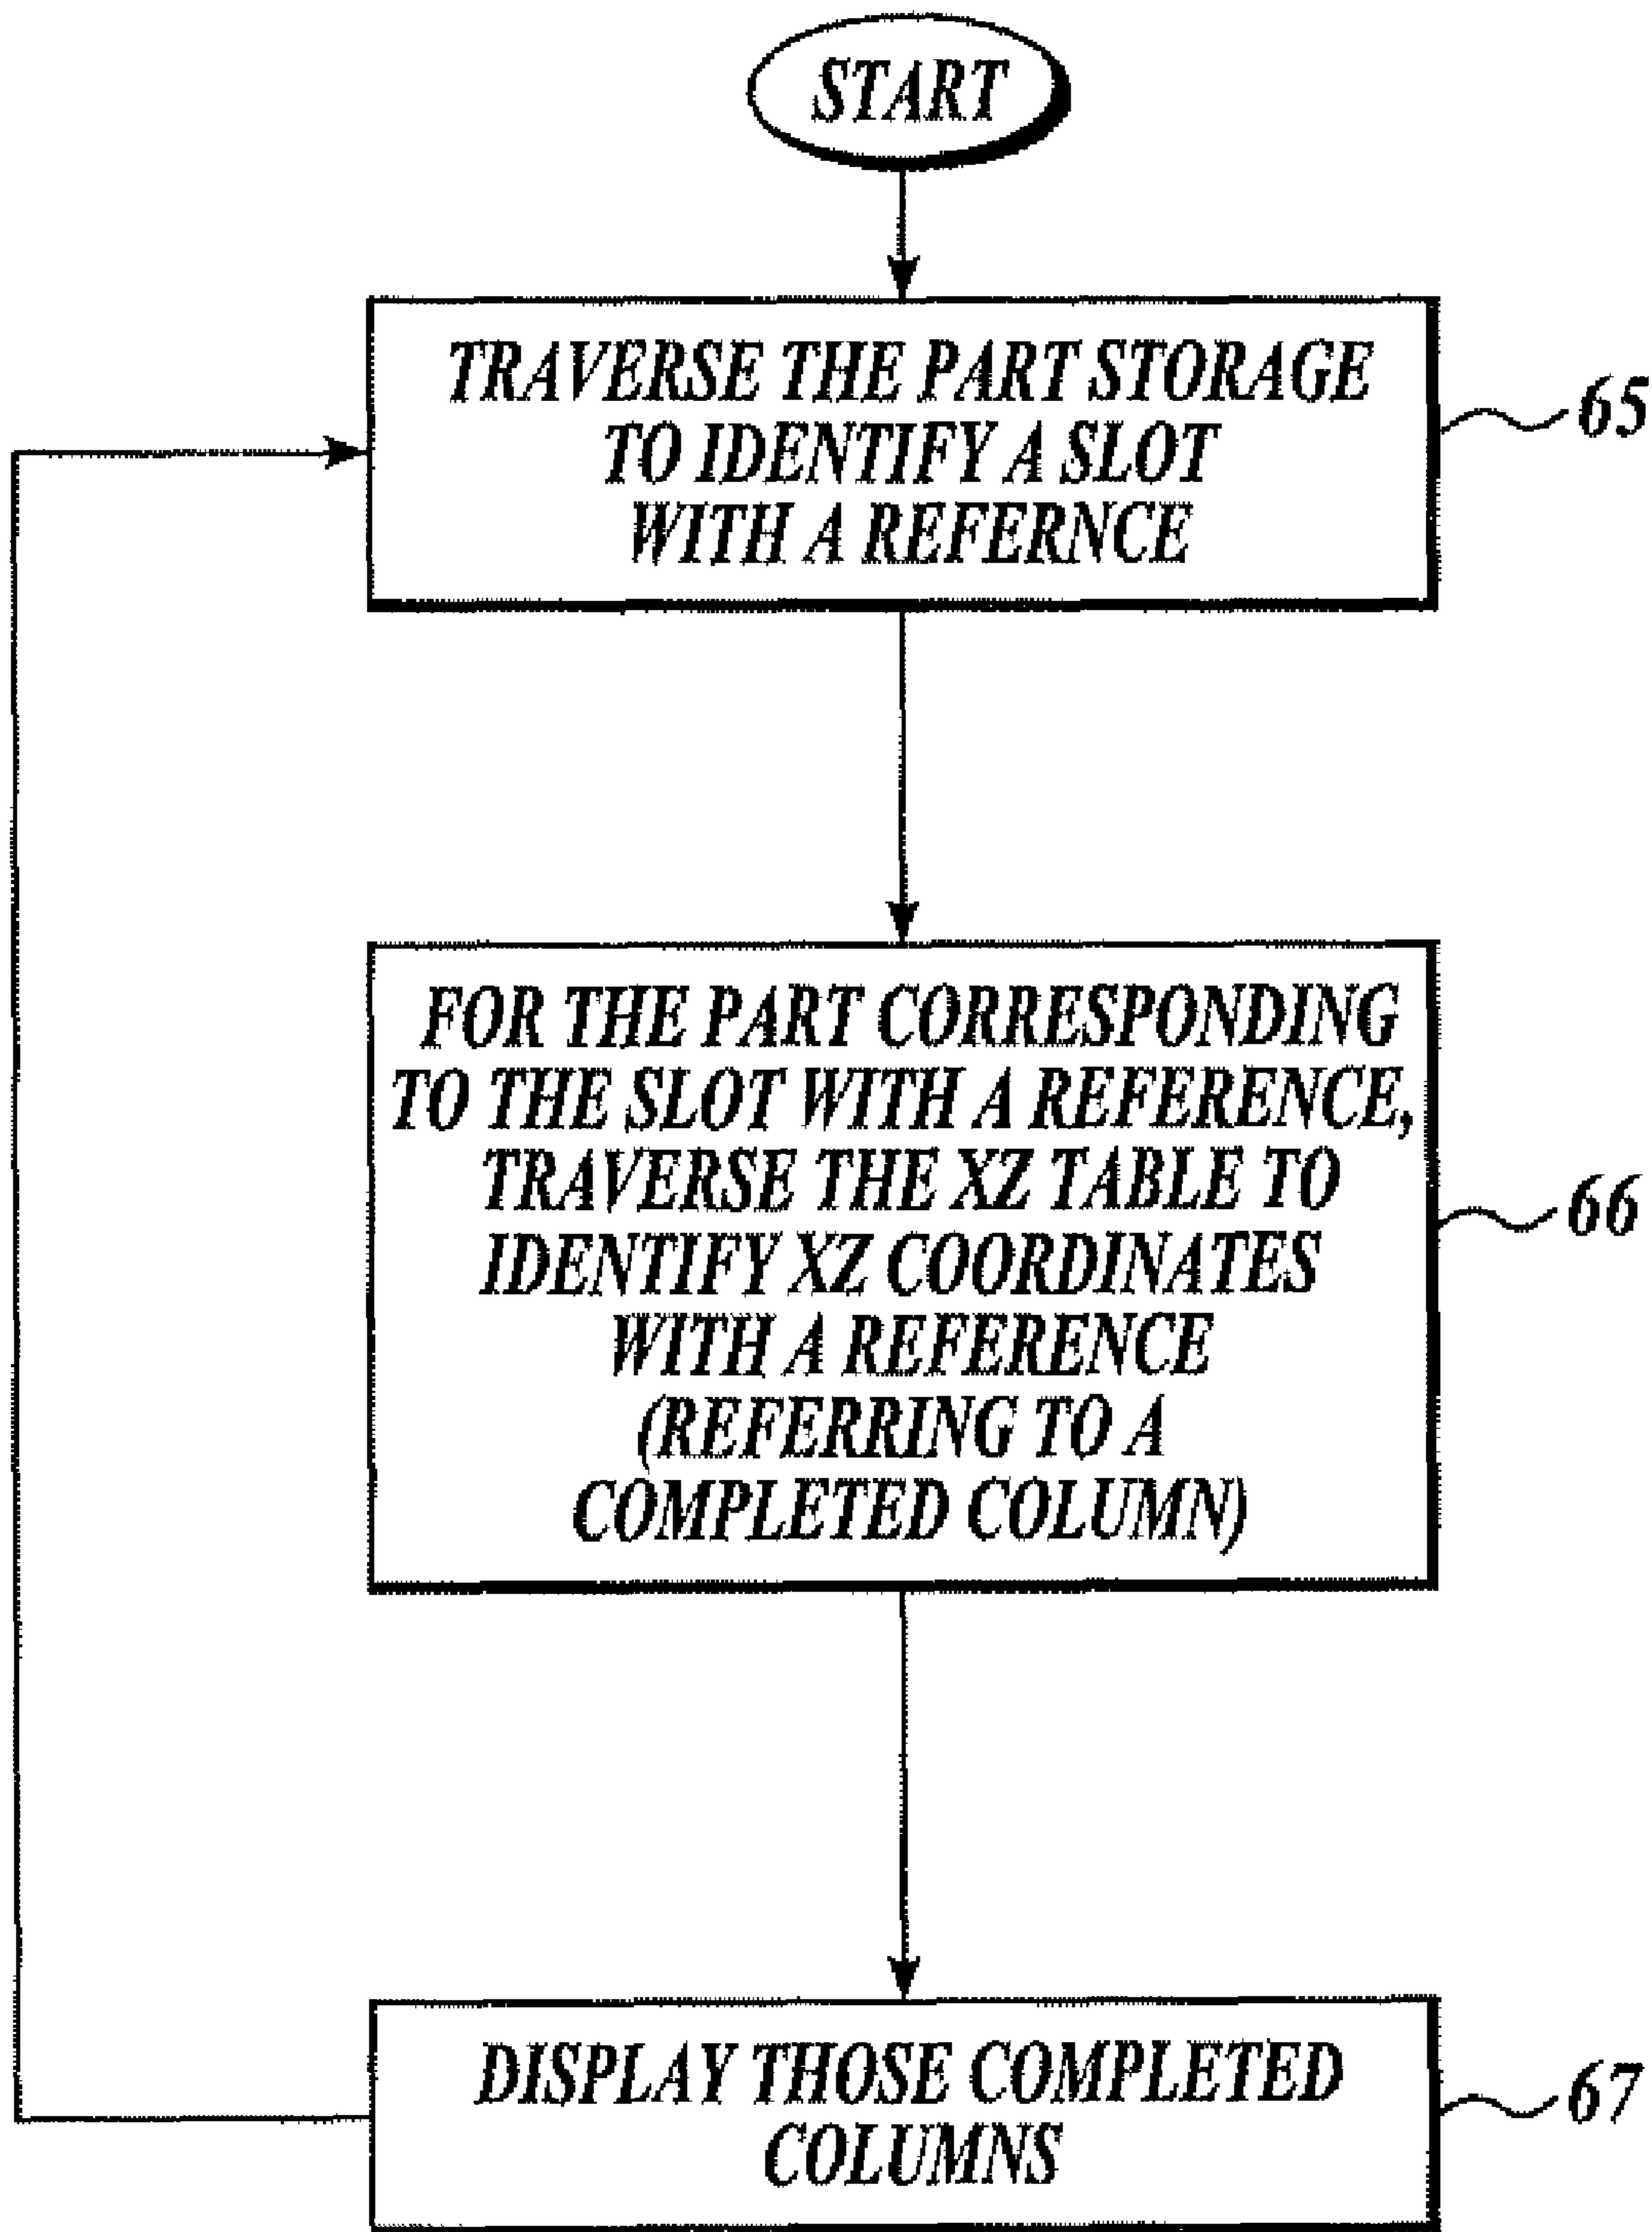 START
TRAVERSE THE PART STORAGE
TO IDENTIFY A SLOT
WITH A REFERNCE
65
FOR THE PART CORRESPONDING
TO THE SLOT WITH A REFERENCE,
TRAVERSE THE XZ TABLE TO
IDENTIFY XZ COORDINATES
WITH A REFERENCE
(REFERRING TO A
COMPLETED COLUMN)
66
DISPLAY THOSE COMPLETED
COLUMNS
67